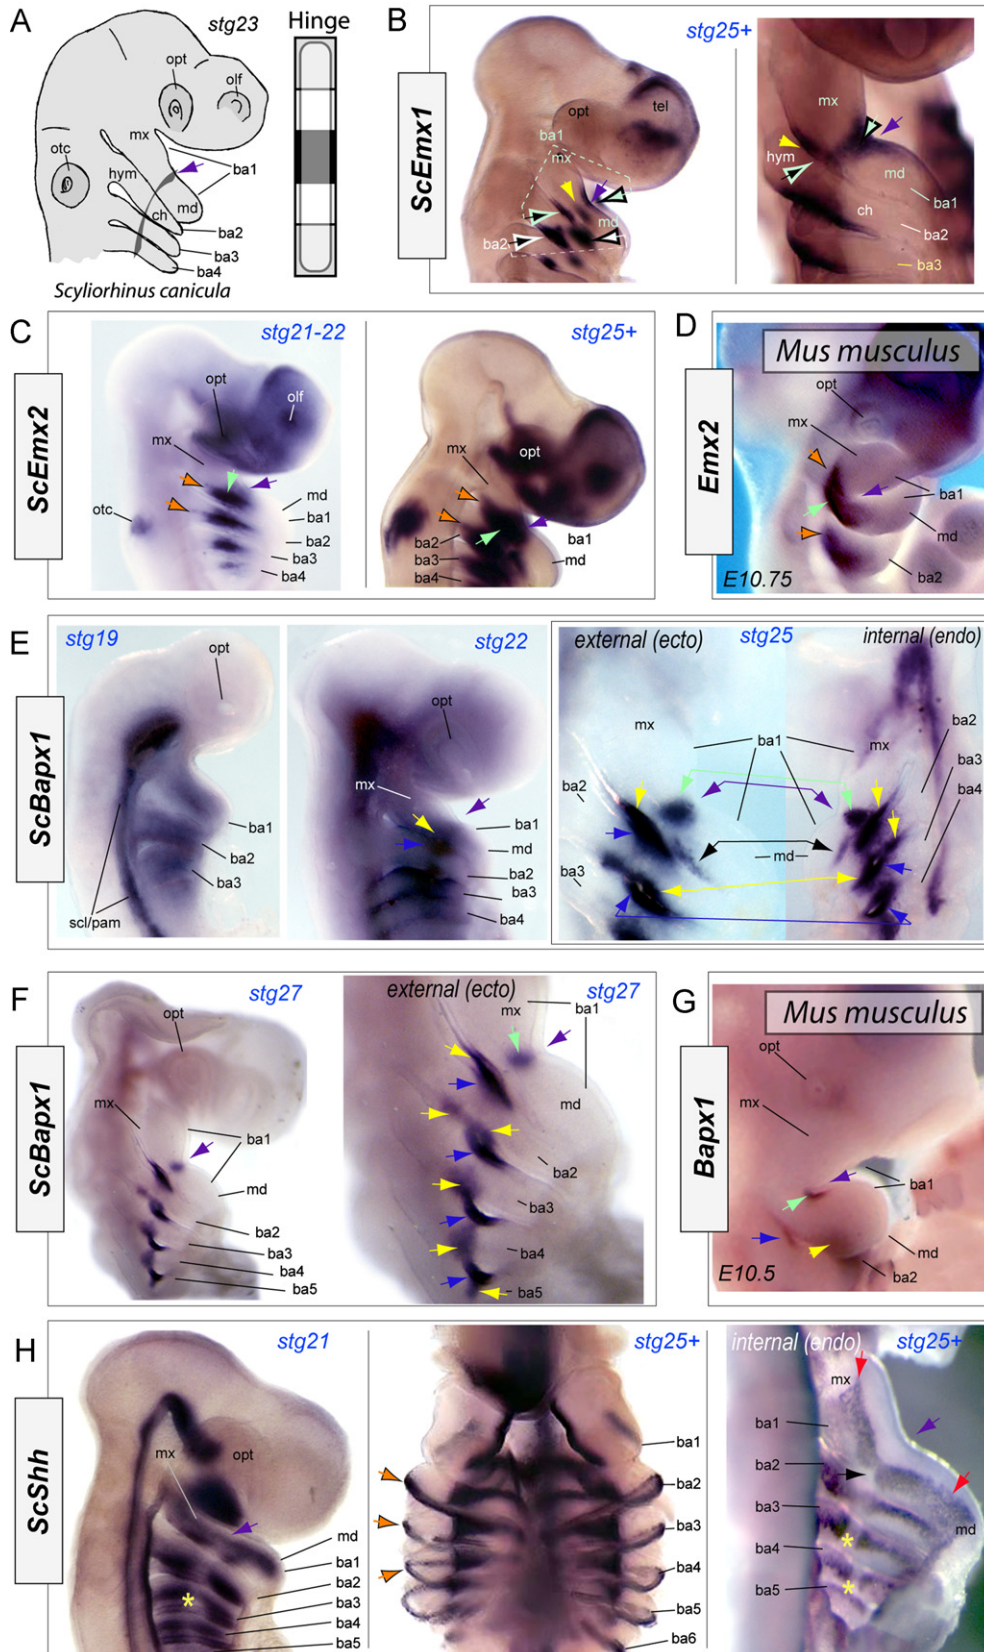 A
stg23
Hinge
opt
olf
mx
otc
hym
ba1
ch
md
ba2
ba3
ba4
Scyliorhinus canicula
B
stg25+
ScEmx1
opt
tel
ba1
mx
md
ba2
mx
hym
md
ch
ba1
ba2
ba3
C
stg21-22
stg25+
ScEmx2
opt
olf
mx
otc
md
ba1
ba2
ba3
ba4
mx
opt
ba2
ba3
ba4
ba1
md
D
Mus musculus
Emx2
opt
mx
ba1
md
ba2
E10.75
E
stg19
stg22
external (ecto)
stg25
internal (endo)
ScBapx1
opt
ba1
ba2
ba3
scl/pam
opt
mx
ba1
md
ba2
ba3
ba4
mx
ba1
ba2
ba3
md
mx
ba2
ba3
ba4
F
stg27
external (ecto)
stg27
ScBapx1
opt
mx
ba1
md
ba2
ba3
ba4
ba5
mx
ba1
md
ba2
ba3
ba4
ba5
G
Mus musculus
Bapx1
opt
mx
ba1
md
ba2
E10.5
H
stg21
stg25+
internal (endo)
stg25+
ScShh
mx
opt
md
ba1
ba2
*
ba3
ba4
ba5
ba1
ba2
ba3
ba4
ba5
ba6
mx
ba1
ba2
ba3
*
md
ba4
ba5
*